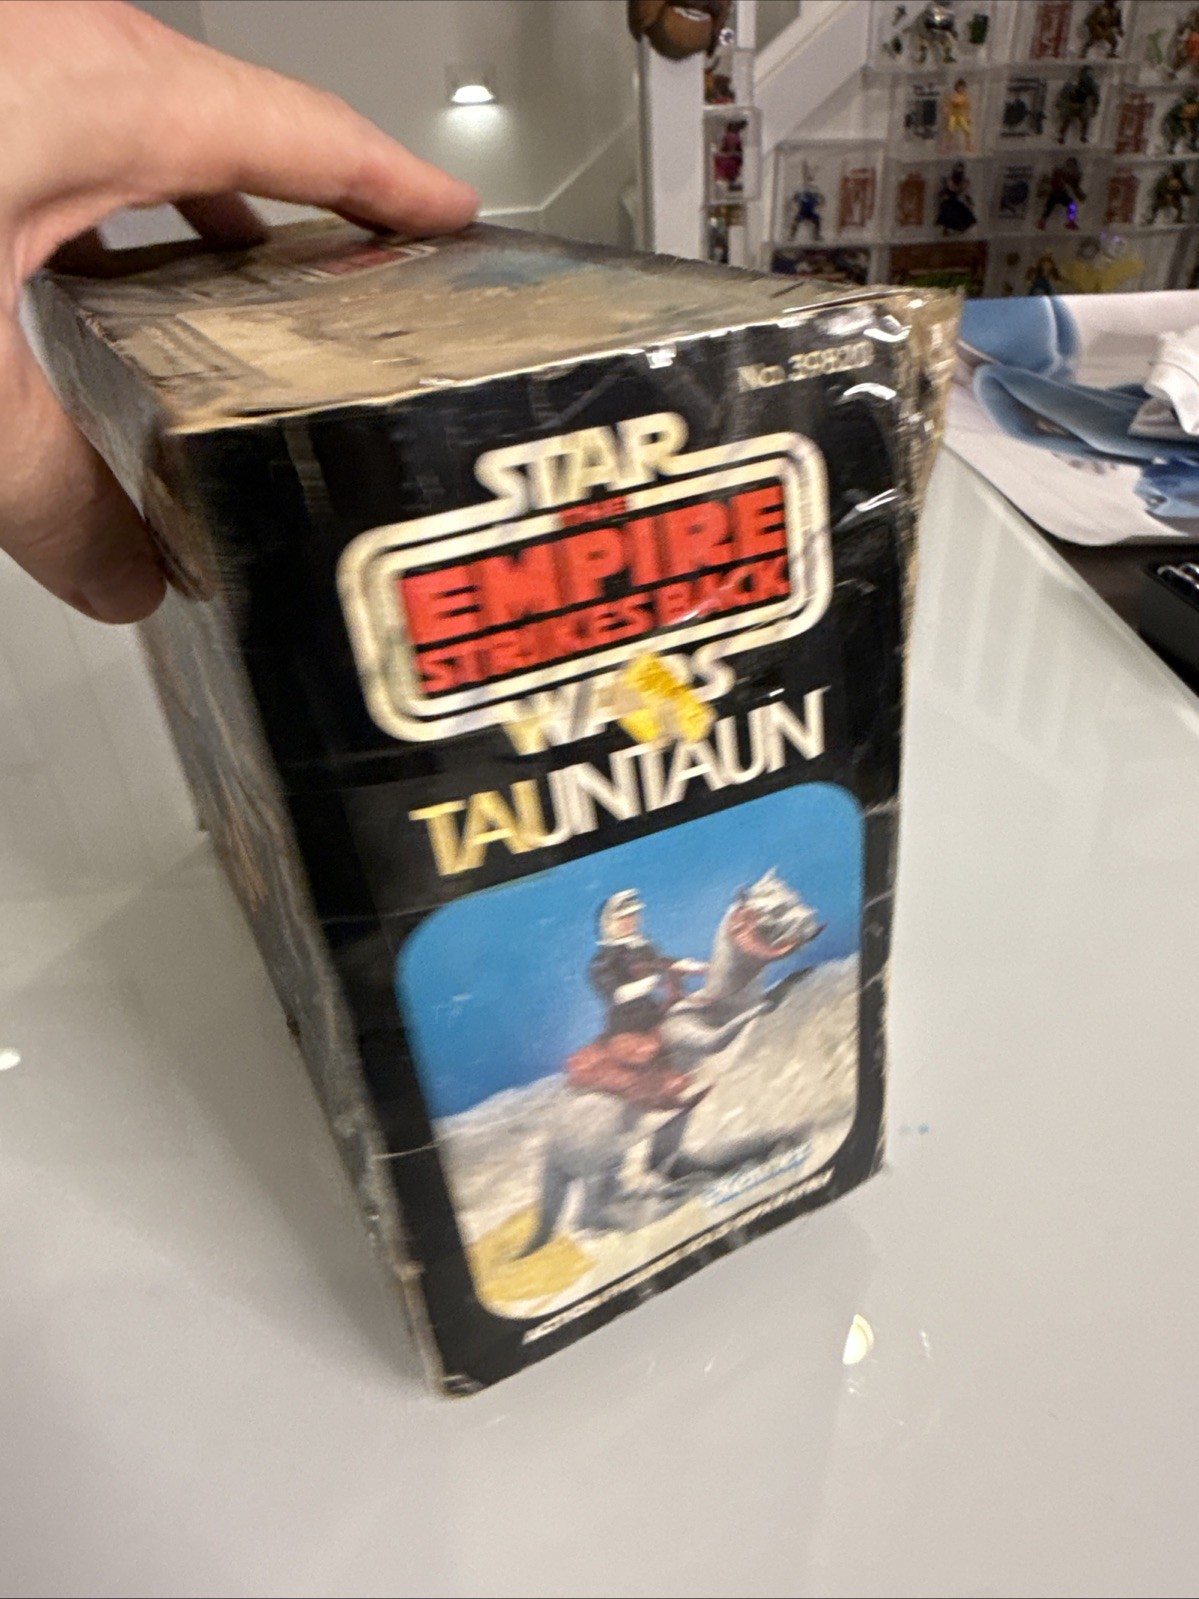 No. 39820
STAR
THE
EMPIRE
STRIKES BACK
WARS
TAUNTAUN
Kenner